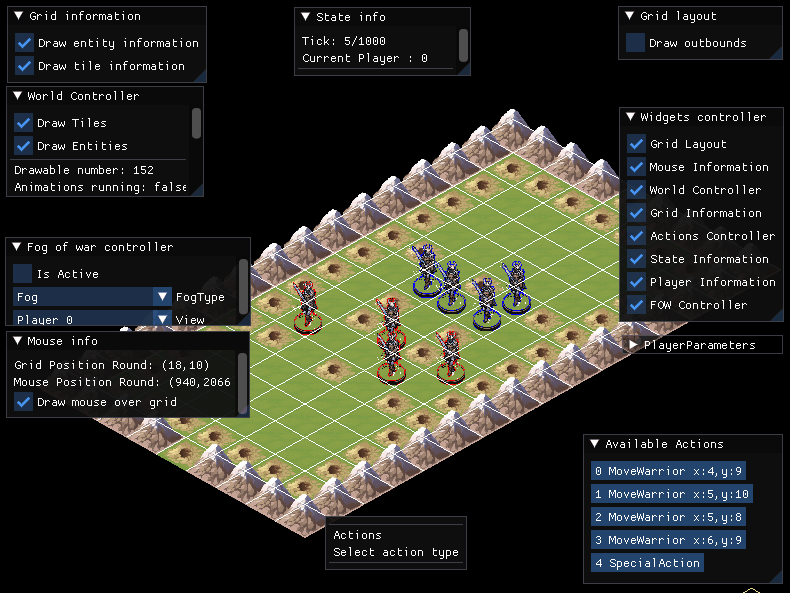 Grid information
Draw entity information
Draw tile information
World Controller
Draw Tiles
Draw Entities
Drawable number: 152
Animations running: false
Fog of war controller
Is Active
Fog FogType
Player 0 View
Mouse info
Grid Position Round: (18,10)
Mouse Position Round: (940,2066
Draw mouse over grid
State info
Tick: 5/1000
Current Player : 0
Grid layout
Draw outbounds
Widgets controller
Grid Layout
Mouse Information
World Controller
Grid Information
Actions Controller
State Information
Player Information
FOW Controller
PlayerParameters
Available Actions
0 MoveWarrior x:4,y:9
1 MoveWarrior x:5,y:10
2 MoveWarrior x:5,y:8
3 MoveWarrior x:6,y:9
4 SpecialAction
Actions
Select action type